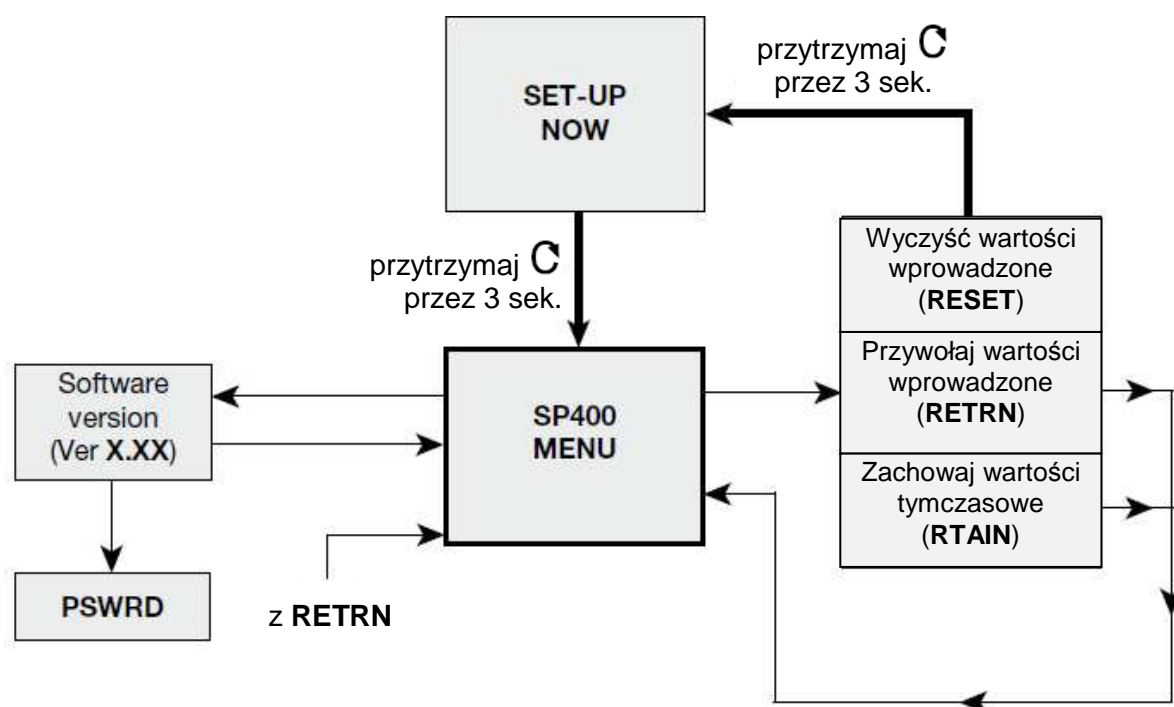 przytrzymaj C
przez 3 sek.
SET-UP
NOW
przytrzymaj C
przez 3 sek.
Wyczyść wartości
wprowadzone
(RESET)
Przywołaj wartości
wprowadzone
(RETRN)
Zachowaj wartości
tymczasowe
(RTAIN)
Software
version
(Ver X.XX)
SP400
MENU
PSWRD
z RETRN